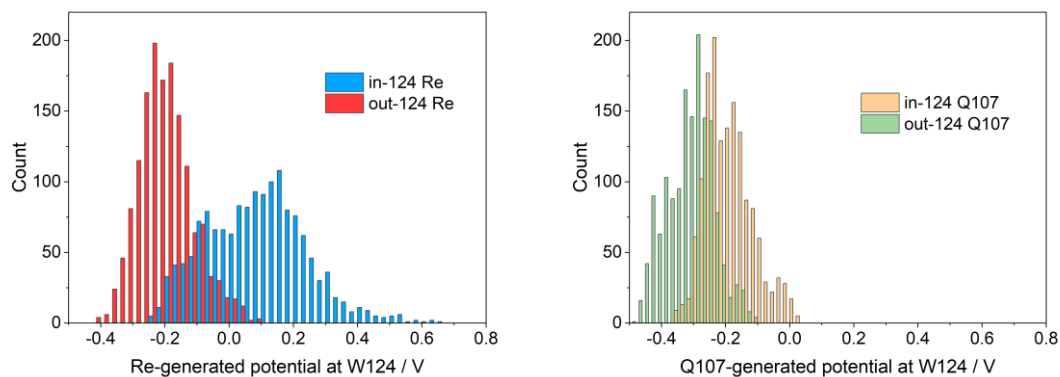 200
150
100
50
0
Count
in-124 Re
out-124 Re
-0.4 -0.2 0.0 0.2 0.4 0.6 0.8
Re-generated potential at W124 / V
200
150
100
50
0
Count
in-124 Q107
out-124 Q107
-0.4 -0.2 0.0 0.2 0.4 0.6 0.8
Q107-generated potential at W124 / V